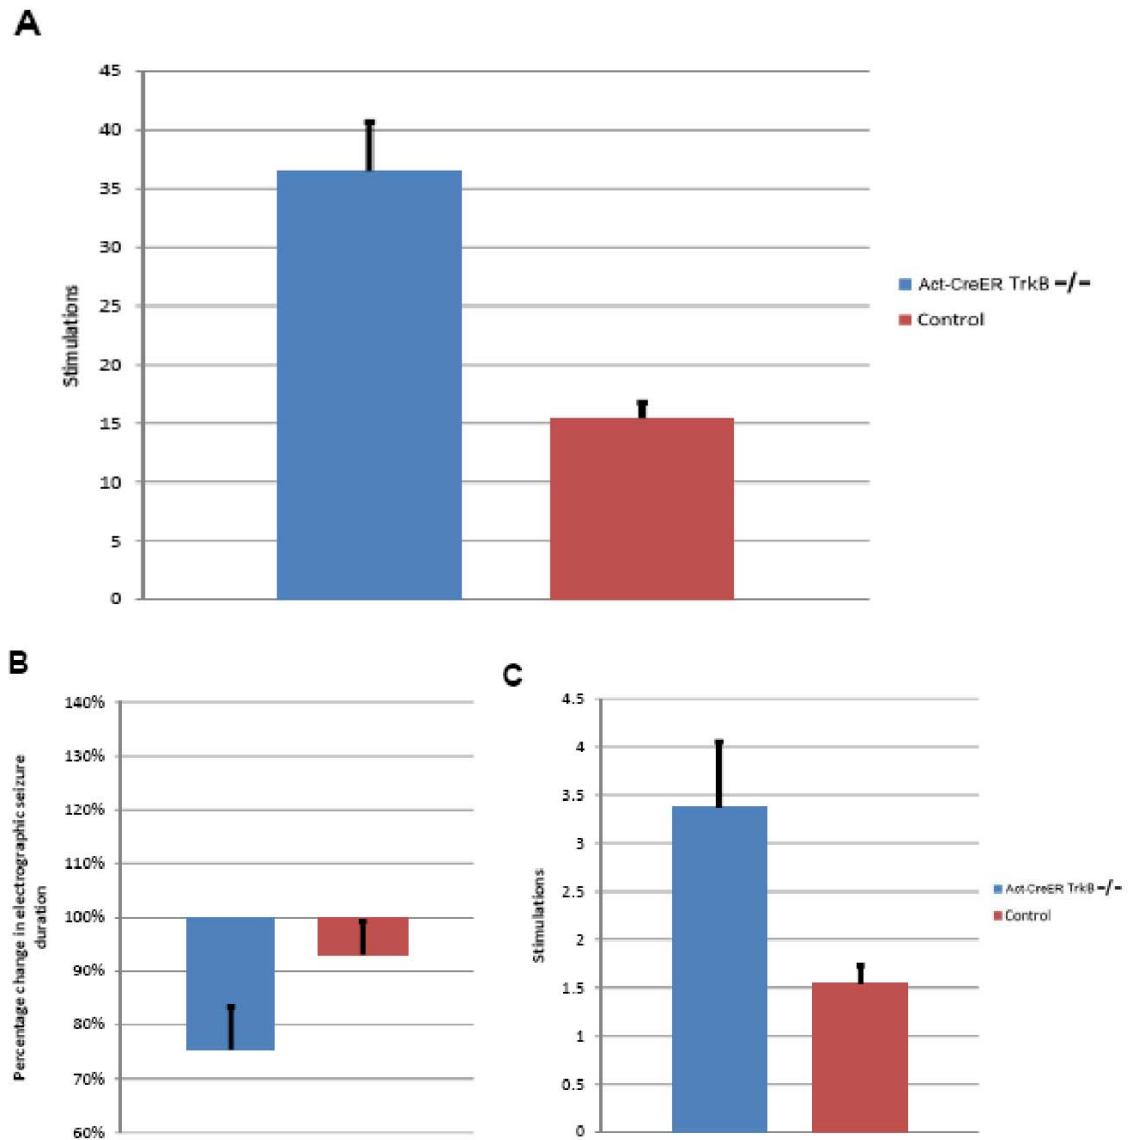 A
45
40
35
30
25
20
15
10
5
0
Stimulations
Act-CreER TrkB −/−
Control
B
140%
130%
120%
110%
100%
90%
80%
70%
60%
Percentage change in electrographic seizure
duration
C
4.5
4
3.5
3
2.5
2
1.5
1
0.5
0
Stimulations
Act-CreER TrkB −/−
Control